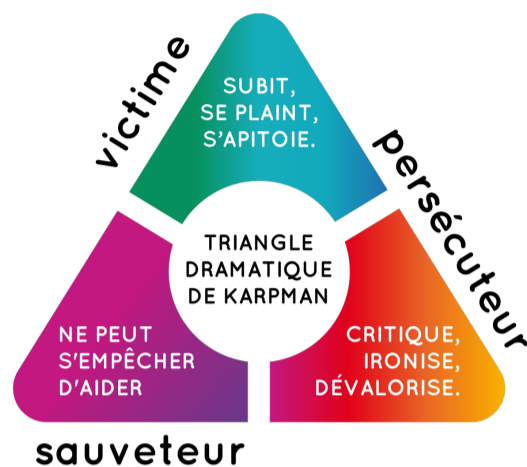 victime
SUBIT,
SE PLAINT,
S'APITOIE.
persécuteur
TRIANGLE
DRAMATIQUE
DE KARPMAN
NE PEUT
S'EMPÊCHER
D'AIDER
CRITIQUE,
IRONISE,
DÉVALORISE.
sauveteur